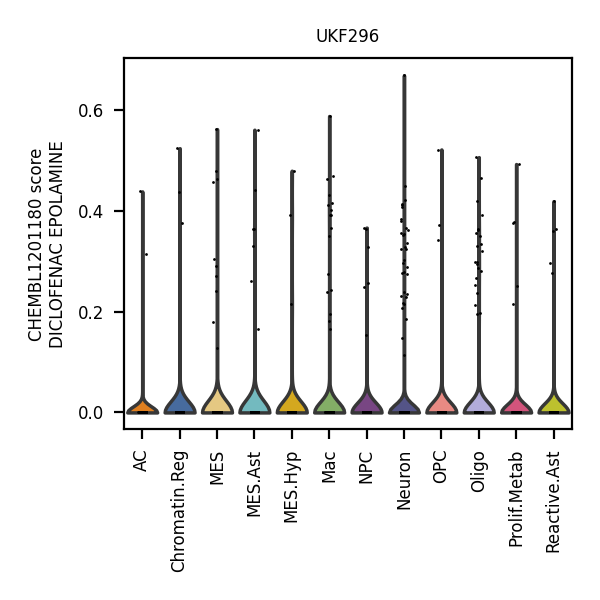 UKF296
CHEMBL1201180 score
DICLOFENAC EPOLAMINE
0.6
0.4
0.2
0.0
AC
Chromatin.Reg
MES
MES.Ast
MES.Hyp
Mac
NPC
Neuron
OPC
Oligo
Prolif.Metab
Reactive.Ast